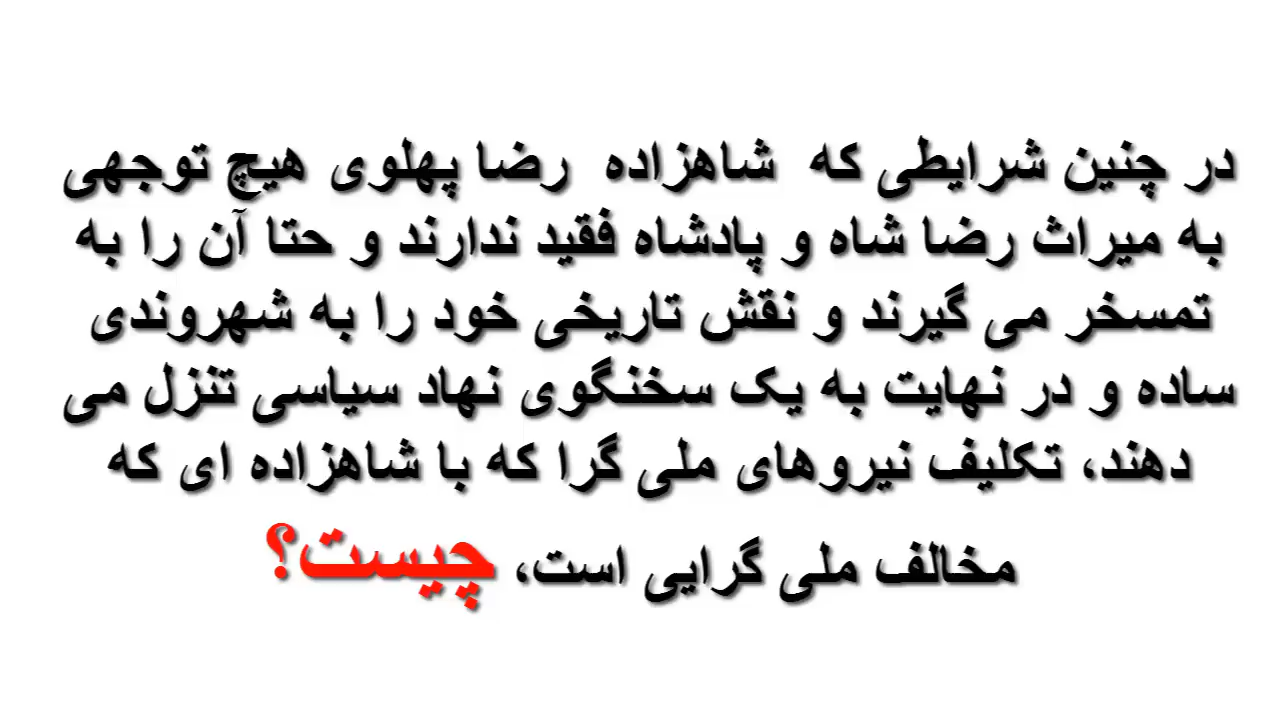 در چنین شرایطی که شاهزاده رضا پهلوی هیچ توجهی
به میراث رضا شاه و پادشاه فقید ندارند و حتا آن را به
تمسخر می گیرند و نقش تاریخی خود را به شهروندی
ساده و در نهایت به یک سخنگوی نهاد سیاسی تنزل می
دهند، تکلیف نیروهای ملی گرا که با شاهزاده ای که
مخالف ملی گرایی است، چیست؟